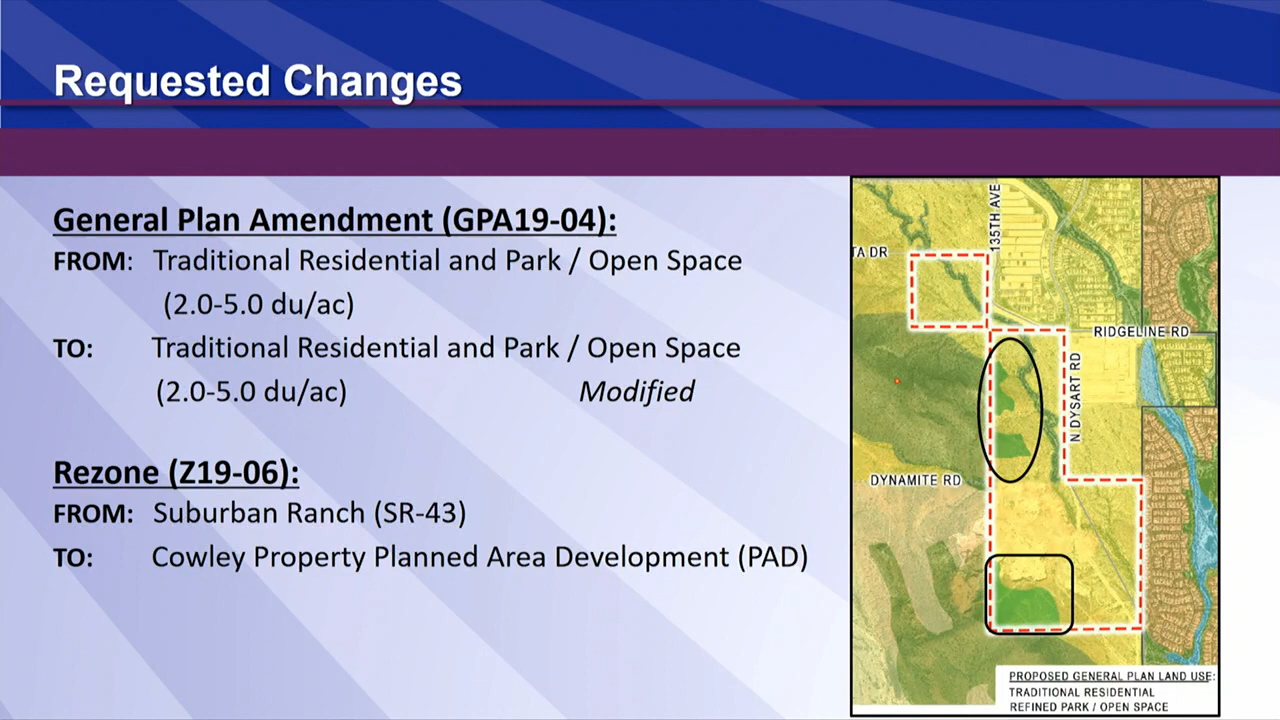 Requested Changes
General Plan Amendment (GPA19-04):
FROM: Traditional Residential and Park / Open Space
(2.0-5.0 du/ac)
TO: Traditional Residential and Park / Open Space
(2.0-5.0 du/ac) Modified
Rezone (Z19-06):
FROM: Suburban Ranch (SR-43)
TO: Cowley Property Planned Area Development (PAD)
135TH AVE
TA DR
RIDGELINE RD
N DYSART RD
DYNAMITE RD
PROPOSED GENERAL PLAN LAND USE:
TRADITIONAL RESIDENTIAL
REFINED PARK / OPEN SPACE